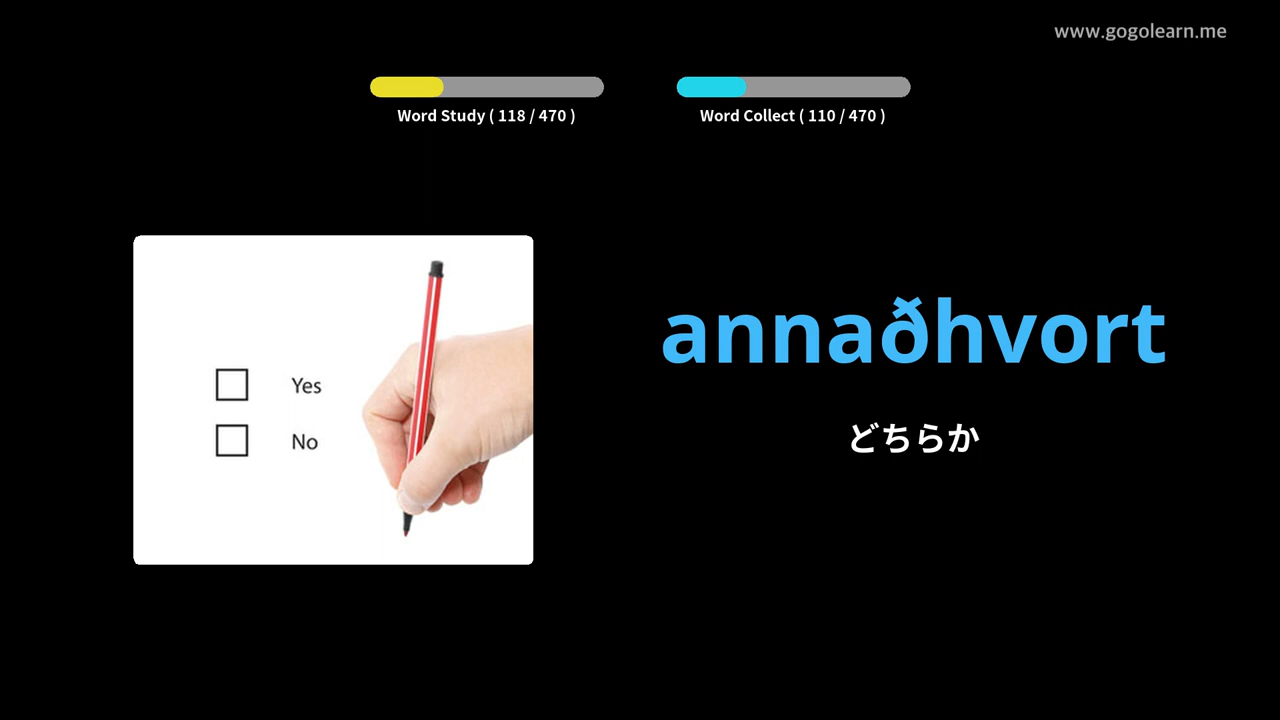 www.gogolearn.me
Word Study ( 118 / 470 )
Word Collect ( 110 / 470 )
Yes
No
annaðhvort
どちらか